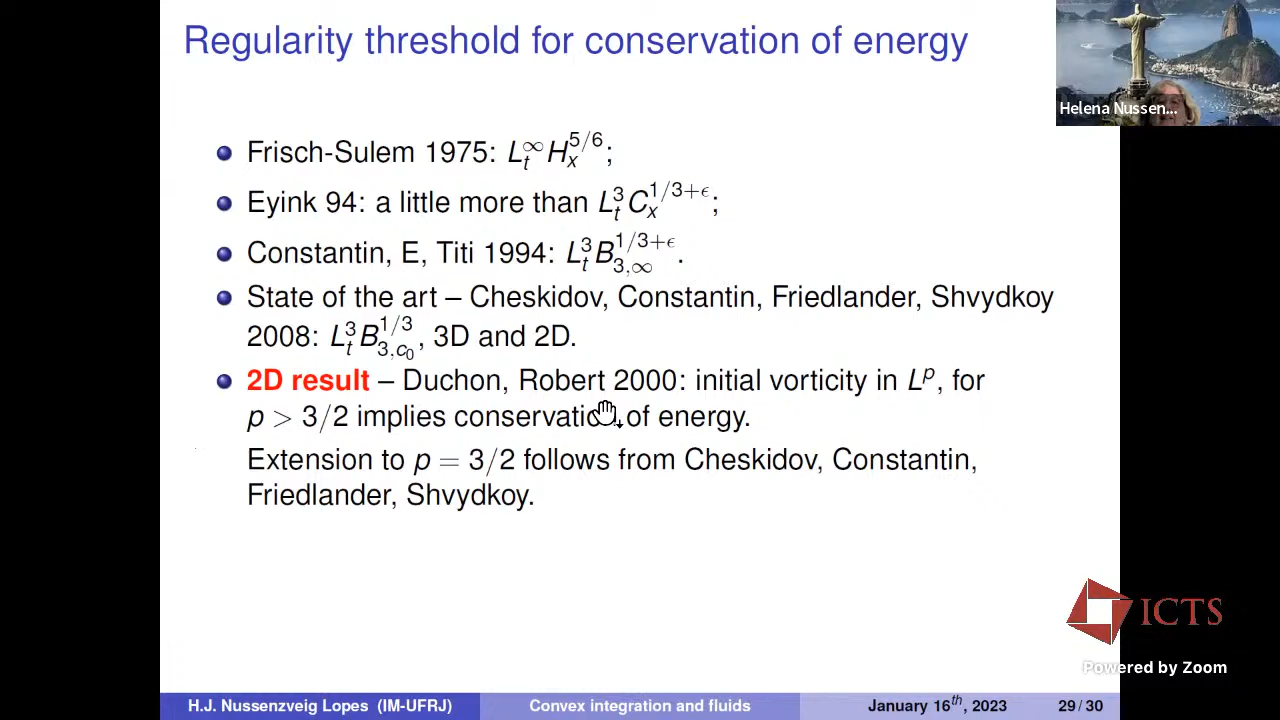 Regularity threshold for conservation of energy
Helena Nussen...
Frisch-Sulem 1975: L_t^∞ H_x^{5/6};
Eyink 94: a little more than L_t^3 C_x^{1/3+ϵ};
Constantin, E, Titi 1994: L_t^3 B_{3,∞}^{1/3+ϵ}.
State of the art – Cheskidov, Constantin, Friedlander, Shvydkoy
2008: L_t^3 B_{3,c_0}^{1/3}, 3D and 2D.
2D result – Duchon, Robert 2000: initial vorticity in L^p, for
p > 3/2 implies conservation of energy.
Extension to p = 3/2 follows from Cheskidov, Constantin,
Friedlander, Shvydkoy.
ICTS
Powered by Zoom
H.J. Nussenzveig Lopes (IM-UFRJ) Convex integration and fluids January 16th, 2023 29 / 30